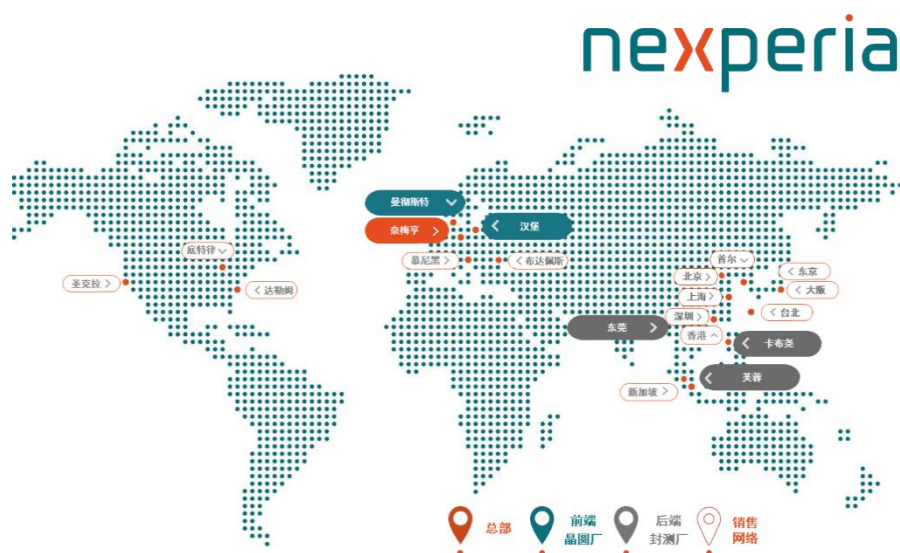 nexperia
曼彻斯特
奈梅亨
汉堡
底特律
慕尼黑
布达佩斯
首尔
圣克拉
达勒姆
北京
东京
上海
大阪
深圳
台北
东莞
香港
卡布尧
新加坡
芙蓉
总部
前端
晶圆厂
后端
封测厂
销售
网络